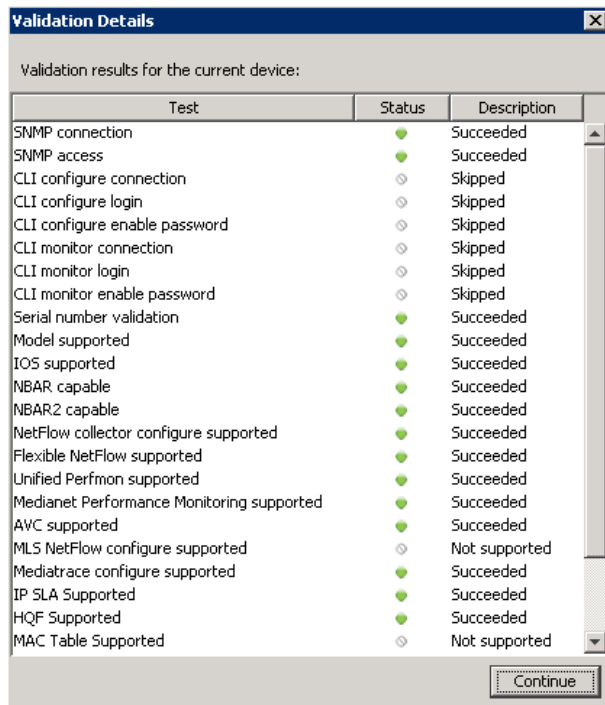 Validation Details
Validation results for the current device:
Test Status Description
SNMP connection Succeeded
SNMP access Succeeded
CLI configure connection Skipped
CLI configure login Skipped
CLI configure enable password Skipped
CLI monitor connection Skipped
CLI monitor login Skipped
CLI monitor enable password Skipped
Serial number validation Succeeded
Model supported Succeeded
IOS supported Succeeded
NBAR capable Succeeded
NBAR2 capable Succeeded
NetFlow collector configure supported Succeeded
Flexible NetFlow supported Succeeded
Unified Perfmon supported Succeeded
Medianet Performance Monitoring supported Succeeded
AVC supported Succeeded
MLS NetFlow configure supported Not supported
Mediatrace configure supported Succeeded
IP SLA Supported Succeeded
HQF Supported Succeeded
MAC Table Supported Not supported
Continue